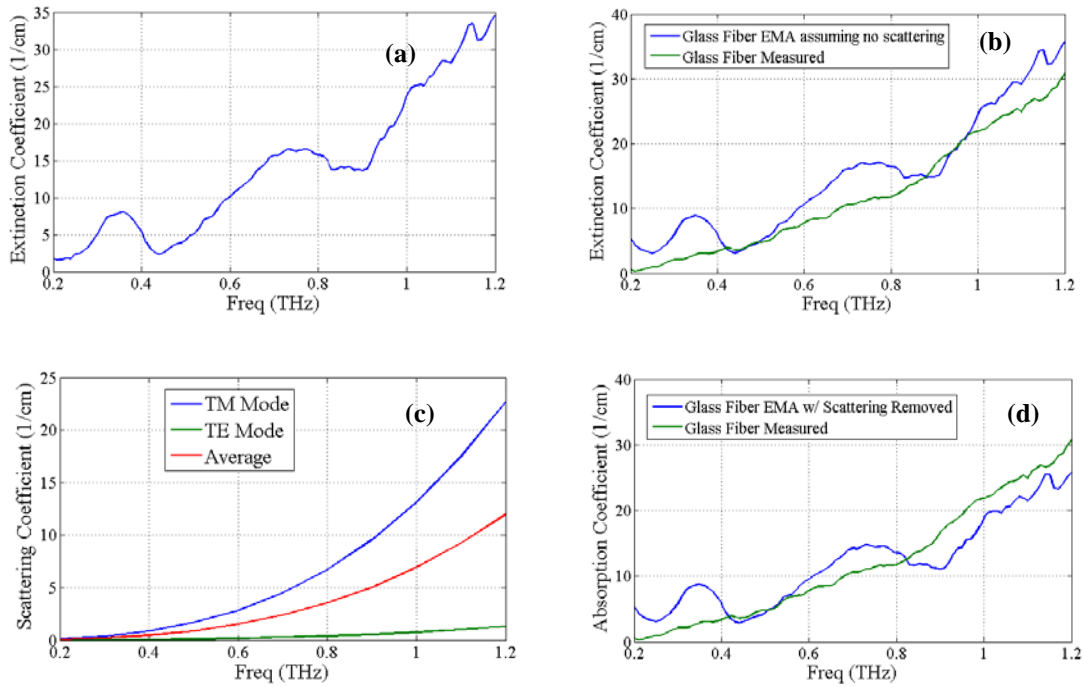 (a)
Extinction Coefficient (1/cm)
35
30
25
20
15
10
5
0
0.2 0.4 0.6 0.8 1 1.2
Freq (THz)
(b)
Glass Fiber EMA assuming no scattering
Glass Fiber Measured
Extinction Coefficient (1/cm)
40
30
20
10
0
0.2 0.4 0.6 0.8 1 1.2
Freq (THz)
(c)
TM Mode
TE Mode
Average
Scattering Coefficient (1/cm)
25
20
15
10
5
0
0.2 0.4 0.6 0.8 1 1.2
Freq (THz)
(d)
Glass Fiber EMA w/ Scattering Removed
Glass Fiber Measured
Absorption Coefficient (1/cm)
40
30
20
10
0
0.2 0.4 0.6 0.8 1 1.2
Freq (THz)